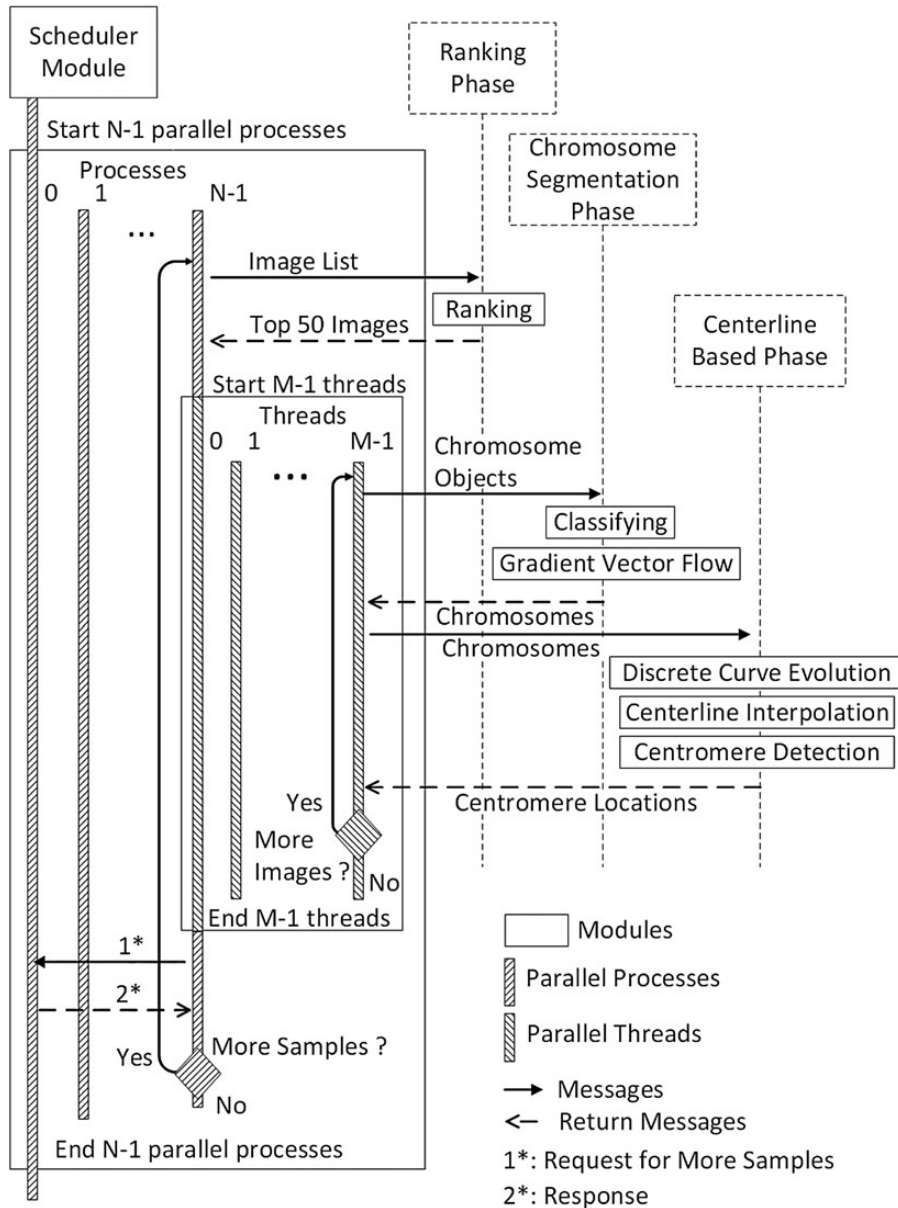 Scheduler
Module
Ranking
Phase
Start N-1 parallel processes
Chromosome
Segmentation
Phase
Processes
0 1 ... N-1
Image List
Ranking
Top 50 Images
Centerline
Based Phase
Start M-1 threads
Threads
0 1 ... M-1
Chromosome
Objects
Classifying
Gradient Vector Flow
Chromosomes
Chromosomes
Discrete Curve Evolution
Centerline Interpolation
Centromere Detection
Centromere Locations
Yes
More
Images ?
No
End M-1 threads
1*
2*
More Samples ?
Yes
No
End N-1 parallel processes
Modules
Parallel Processes
Parallel Threads
Messages
Return Messages
1*: Request for More Samples
2*: Response